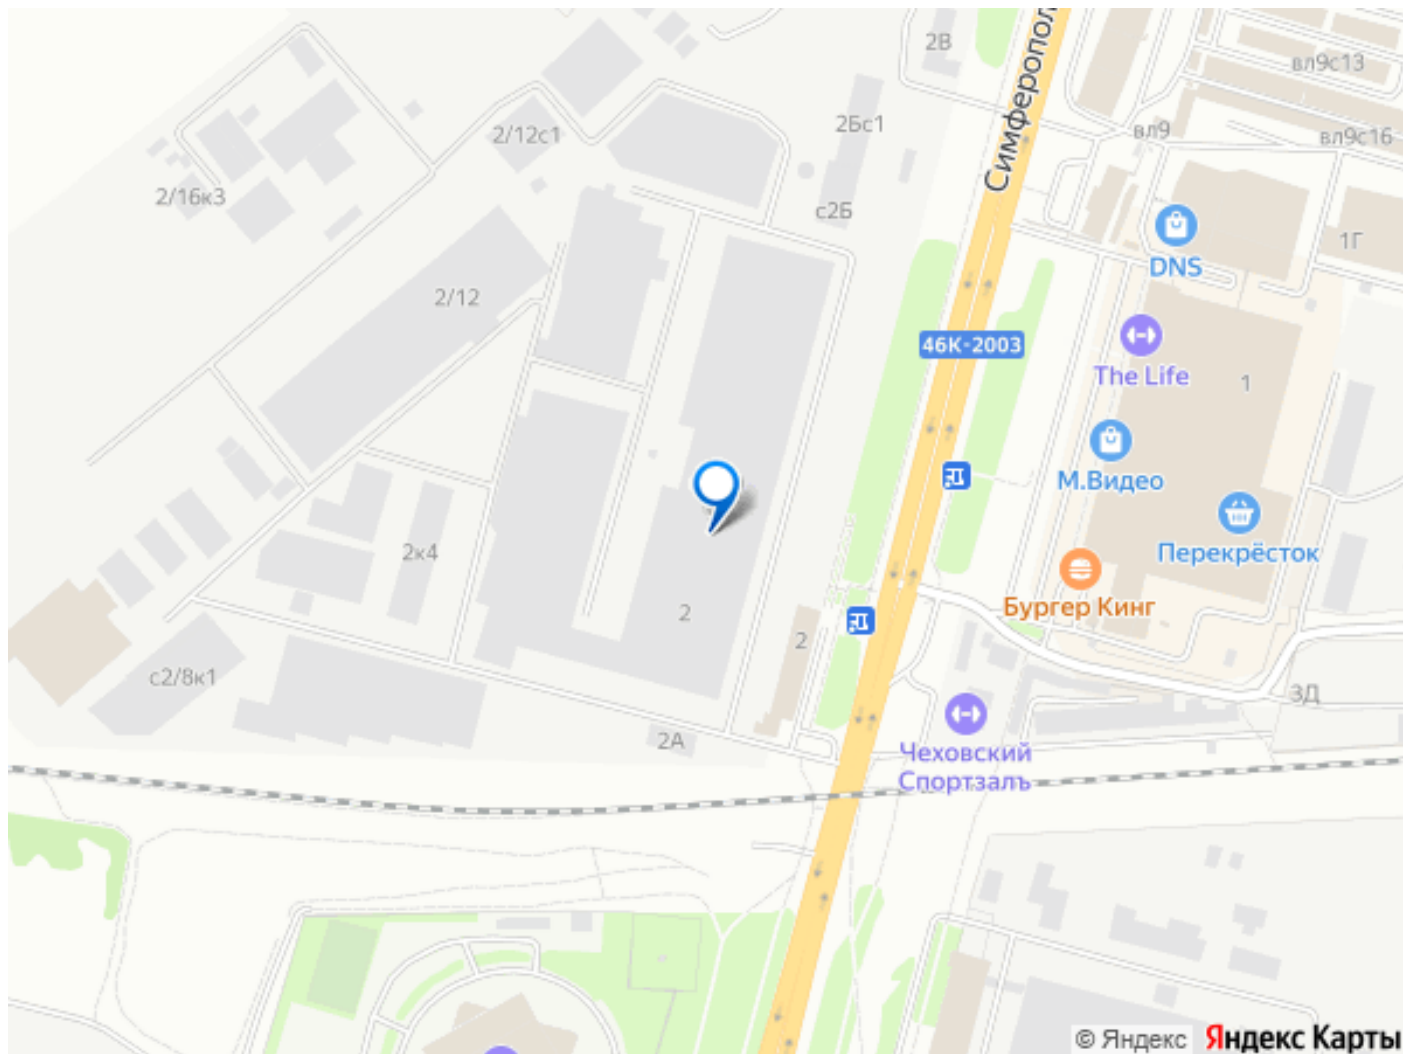 2В
вл9с13
Симферопол
2/12с1
2Бс1
вл9
вл9с16
2/16к3
с2Б
1Г
DNS
2/12
46К-2003
The Life
1
М.Видео
2к4
Перекрёсток
Бургер Кинг
2
2
с2/8к1
3Д
2А
Чеховский
Спортзалъ
© Яндекс Яндекс Карты